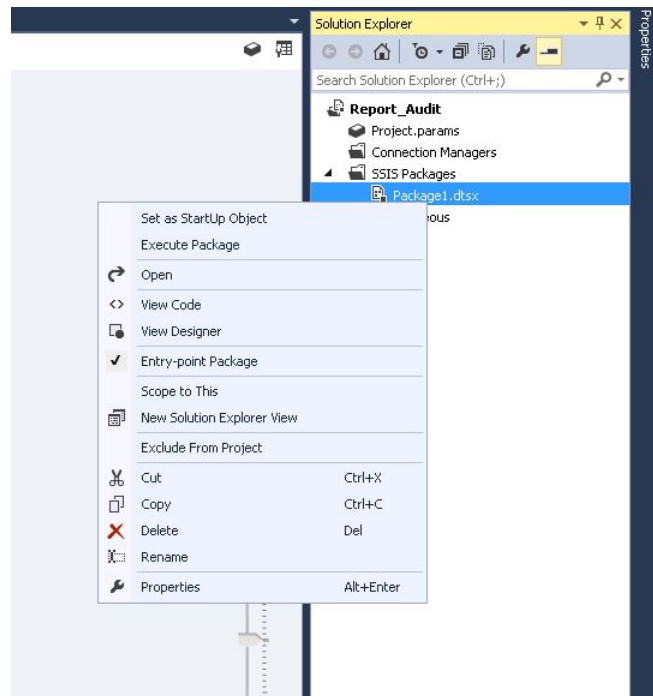 Solution Explorer
Properties
Search Solution Explorer (Ctrl+;)
Report_Audit
Project.params
Connection Managers
SSIS Packages
Package1.dtsx
eous
Set as StartUp Object
Execute Package
Open
View Code
View Designer
Entry-point Package
Scope to This
New Solution Explorer View
Exclude From Project
Cut Ctrl+X
Copy Ctrl+C
Delete Del
Rename
Properties Alt+Enter